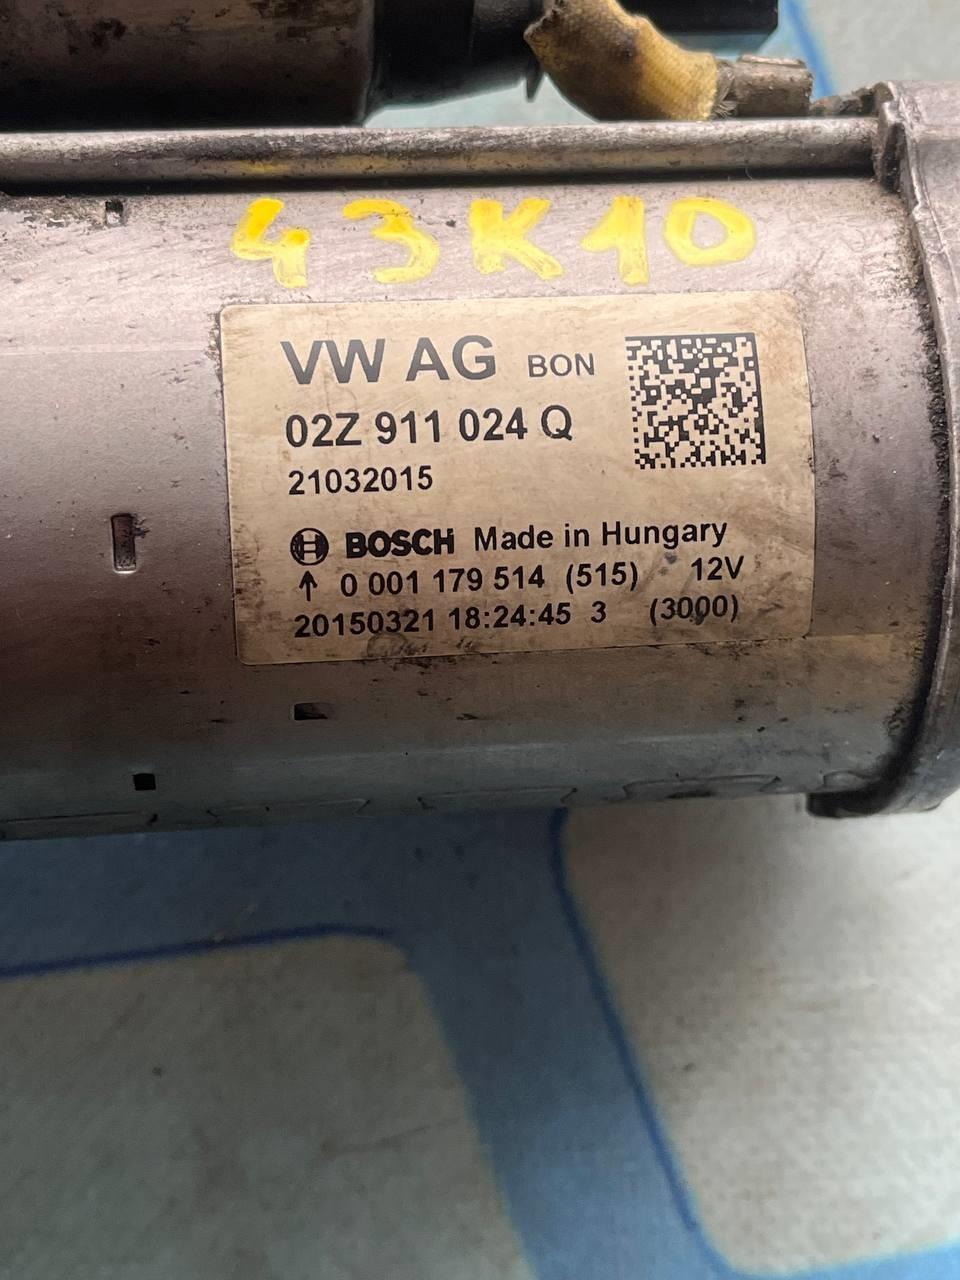 43K10
VW AG BON
02Z 911 024 Q
21032015
BOSCH Made in Hungary
↑ 0 001 179 514 (515) 12V
20150321 18:24:45 3 (3000)